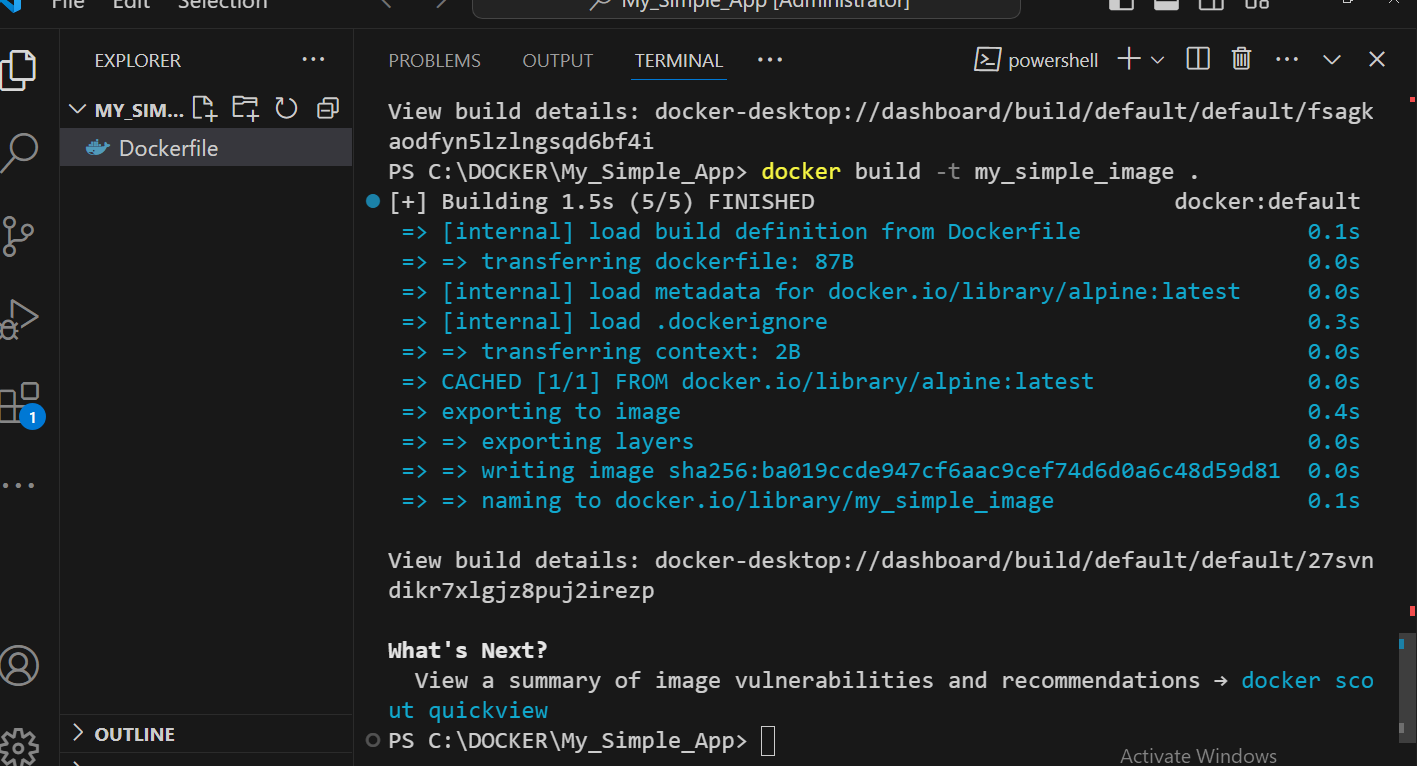 File Edit Selection My_Simple_App [Administrator]
EXPLORER ...
MY_SIM...
Dockerfile
1
OUTLINE
PROBLEMS OUTPUT TERMINAL ... powershell
View build details: docker-desktop://dashboard/build/default/default/fsagk
aodfyn5lzlngsqd6bf4i
PS C:\DOCKER\My_Simple_App> docker build -t my_simple_image .
[+] Building 1.5s (5/5) FINISHED docker:default
=> [internal] load build definition from Dockerfile 0.1s
=> => transferring dockerfile: 87B 0.0s
=> [internal] load metadata for docker.io/library/alpine:latest 0.0s
=> [internal] load .dockerignore 0.3s
=> => transferring context: 2B 0.0s
=> CACHED [1/1] FROM docker.io/library/alpine:latest 0.0s
=> exporting to image 0.4s
=> => exporting layers 0.0s
=> => writing image sha256:ba019ccde947cf6aac9cef74d6d0a6c48d59d81 0.0s
=> => naming to docker.io/library/my_simple_image 0.1s
View build details: docker-desktop://dashboard/build/default/default/27svn
dikr7xlgjz8puj2irezp
What's Next?
View a summary of image vulnerabilities and recommendations → docker sco
ut quickview
PS C:\DOCKER\My_Simple_App>
Activate Windows